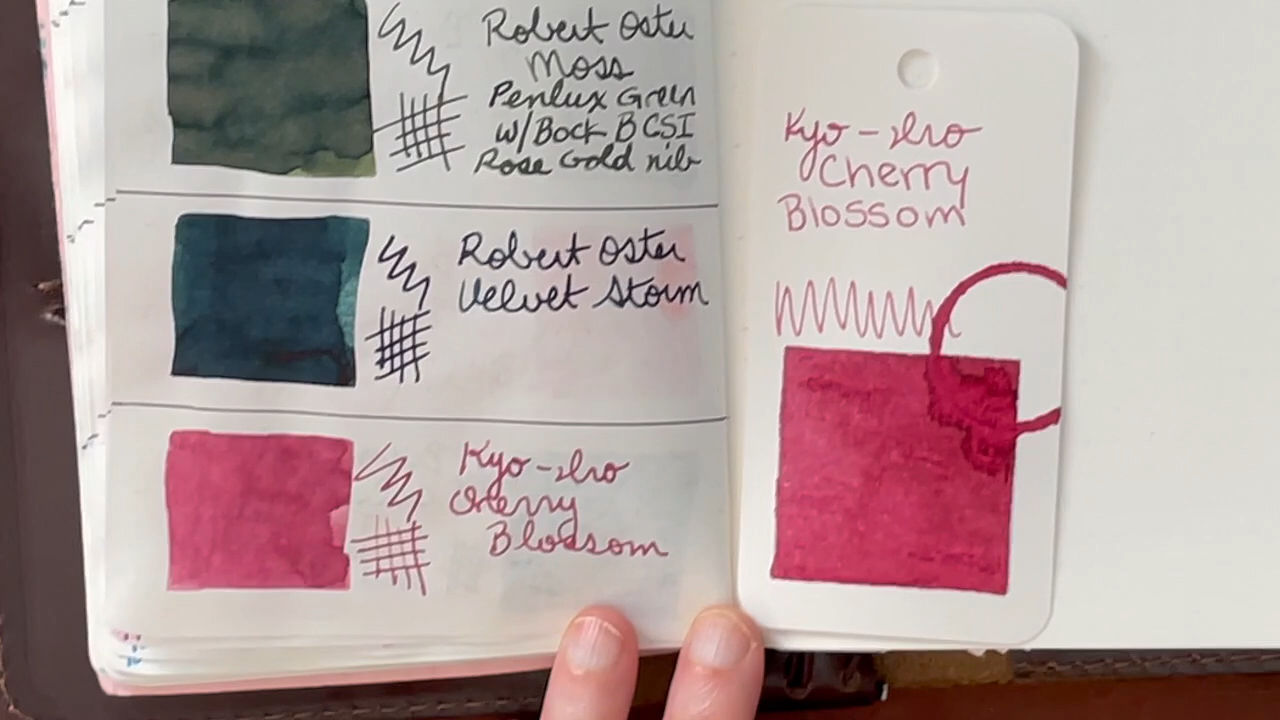 Robert Oster
Moss
Penlux Green
w/Bock B CSI
Rose Gold nib
Robert Oster
Velvet Storm
Kyo-iro
Cherry
Blossom
Kyo-iro
Cherry
Blossom